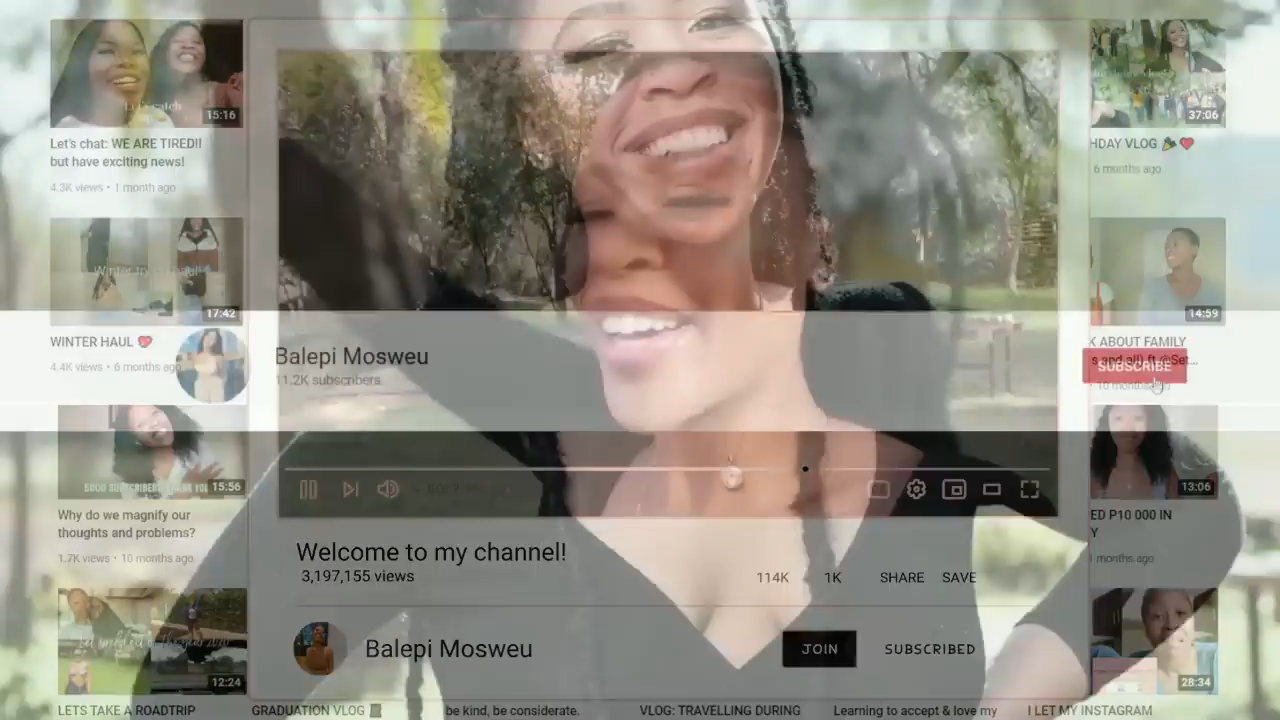 15:16
Let's chat: WE ARE TIRED!!
but have exciting news!
4.3K views • 1 month ago
17:42
WINTER HAUL
4.4K views • 6 months ago
15:56
Why do we magnify our
thoughts and problems?
1.7K views • 10 months ago
12:24
LETS TAKE A ROADTRIP
GRADUATION VLOG
be kind, be considerate.
VLOG: TRAVELLING DURING
Learning to accept & love my
I LET MY INSTAGRAM
Balepi Mosweu
11.2K subscribers
SUBSCRIBE
Welcome to my channel!
3,197,155 views
114K
1K
SHARE
SAVE
Balepi Mosweu
JOIN
SUBSCRIBED
37:06
HDAY VLOG
6 months ago
14:59
K ABOUT FAMILY
10 months
13:06
ED P10 000 IN
Y
months ago
28:34